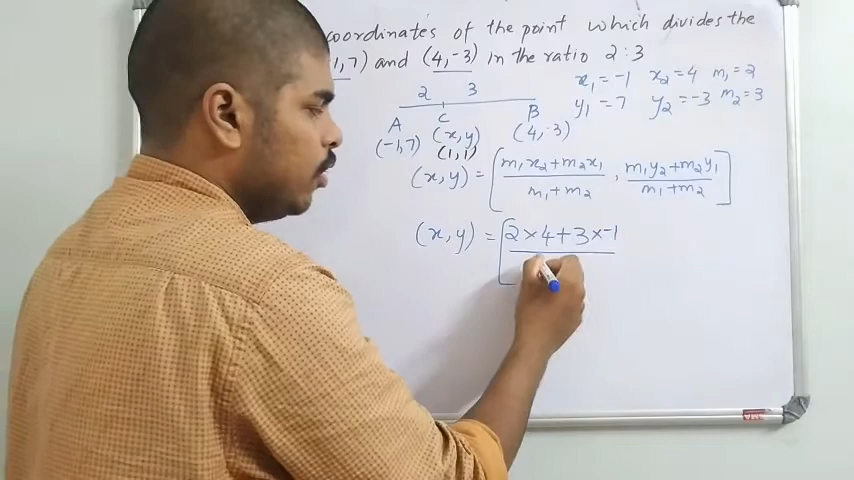 coordinates of the point which divides the
1,7) and (4,-3) in the ratio 2:3
x₁=-1 x₂=4 m₁=2
y₁=7 y₂=-3 m₂=3
2 3
A C B
(-1,7) (x,y) (4,-3)
(1,1)
(x,y) = [m₁x₂+m₂x₁/m₁+m₂, m₁y₂+m₂y₁/m₁+m₂]
(x,y) = [2×4+3×-1